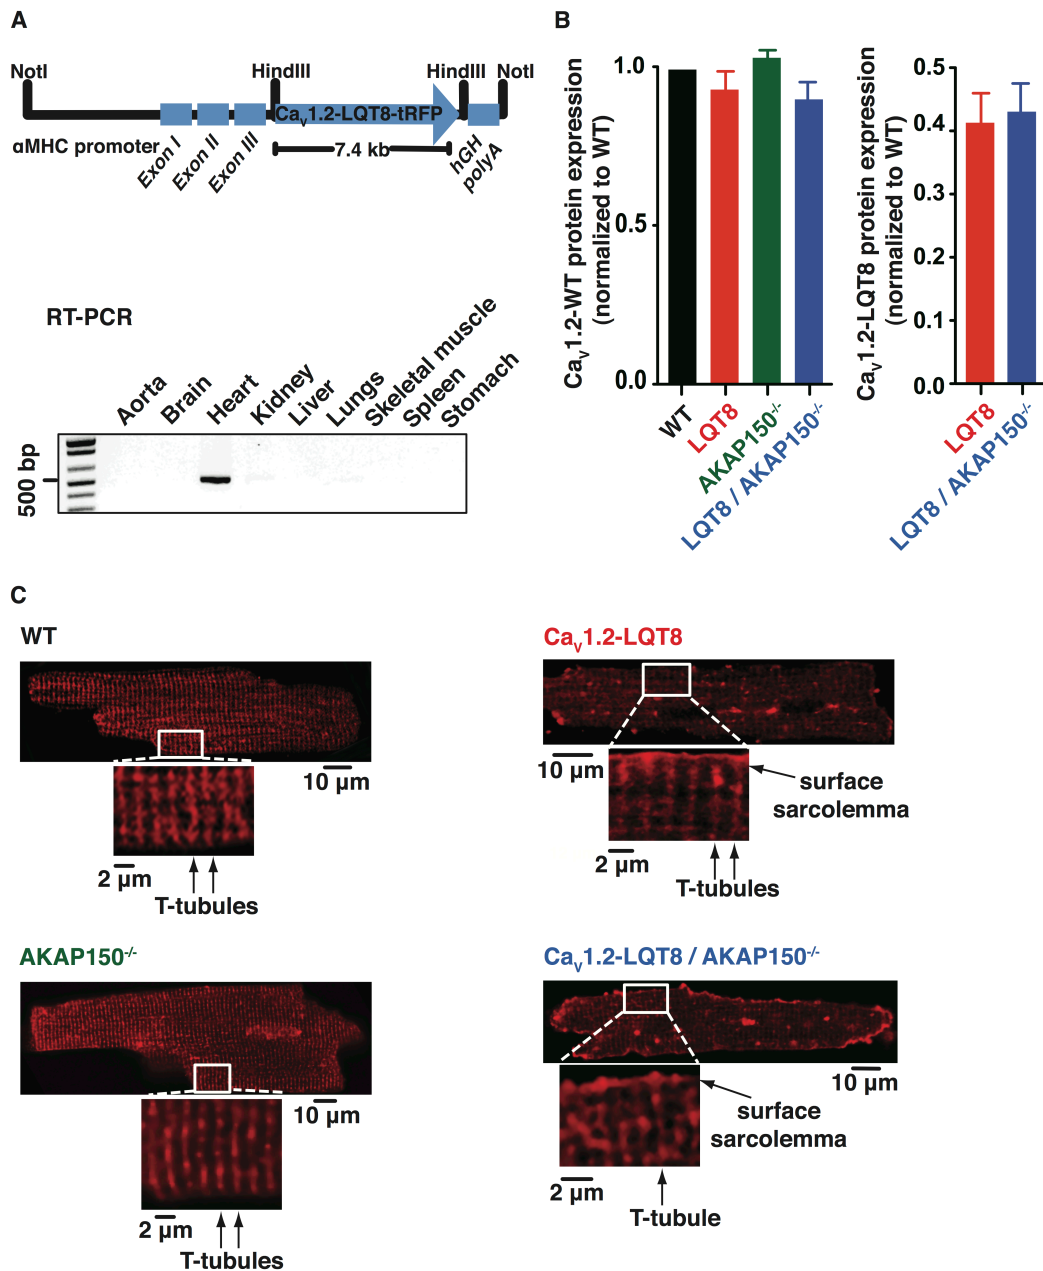 A
NotI
HindIII
HindIII
NotI
CaV1.2-LQT8-tRFP
αMHC promoter
Exon I
Exon II
Exon III
7.4 kb
hGH
polyA
RT-PCR
Aorta
Brain
Heart
Kidney
Liver
Lungs
Skeletal muscle
Spleen
Stomach
500 bp
B
CaV1.2-WT protein expression
(normalized to WT)
1.0
0.5
0.0
WT
LQT8
AKAP150-/-
LQT8 / AKAP150-/-
CaV1.2-LQT8 protein expression
(normalized to WT)
0.5
0.4
0.3
0.2
0.1
0.0
LQT8
LQT8 / AKAP150-/-
C
WT
10 µm
2 µm
T-tubules
CaV1.2-LQT8
10 µm
surface
sarcolemma
2 µm
T-tubules
AKAP150-/-
10 µm
2 µm
T-tubules
CaV1.2-LQT8 / AKAP150-/-
10 µm
surface
sarcolemma
2 µm
T-tubule